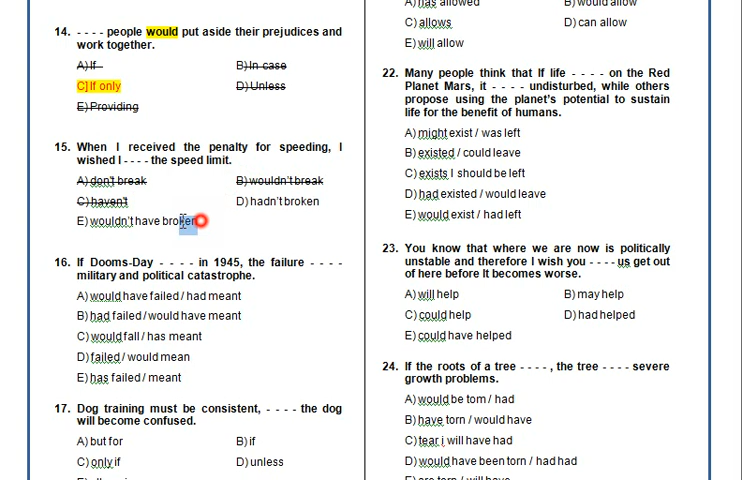 14. - - - - people would put aside their prejudices and
work together.
A) If
B) In case
C] If only
D) Unless
E) Providing
15. When I received the penalty for speeding, I
wished I - - - - the speed limit.
A) don't break
B) wouldn't break
C) haven't
D) hadn't broken
E) wouldn't have broken
16. If Dooms-Day - - - - in 1945, the failure - - - -
military and political catastrophe.
A) would have failed / had meant
B) had failed / would have meant
C) would fall / has meant
D) failed / would mean
E) has failed / meant
17. Dog training must be consistent, - - - - the dog
will become confused.
A) but for
B) if
C) only if
D) unless
A) has allowed
B) would allow
C) allows
D) can allow
E) will allow
22. Many people think that If life - - - - on the Red
Planet Mars, it - - - - undisturbed, while others
propose using the planet's potential to sustain
life for the benefit of humans.
A) might exist / was left
B) existed / could leave
C) exists I should be left
D) had existed / would leave
E) would exist / had left
23. You know that where we are now is politically
unstable and therefore I wish you - - - - us get out
of here before It becomes worse.
A) will help
B) may help
C) could help
D) had helped
E) could have helped
24. If the roots of a tree - - - - , the tree - - - - severe
growth problems.
A) would be tom / had
B) have torn / would have
C) tear i will have had
D) would have been torn / had had
E) are torn / will have